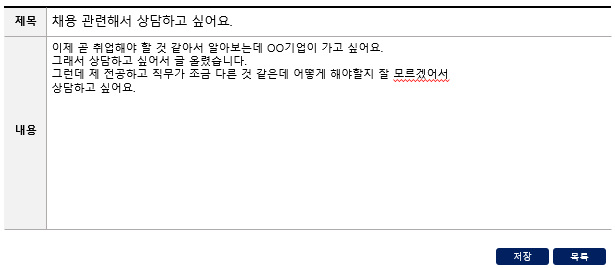 제목 채용 관련해서 상담하고 싶어요.
이제 곧 취업해야 할 것 같아서 알아보는데 OO기업이 가고 싶어요.
그래서 상담하고 싶어서 글 올렸습니다.
그런데 제 전공하고 직무가 조금 다른 것 같은데 어떻게 해야할지 잘 모르겠어서
상담하고 싶어요.
내용
저장 목록